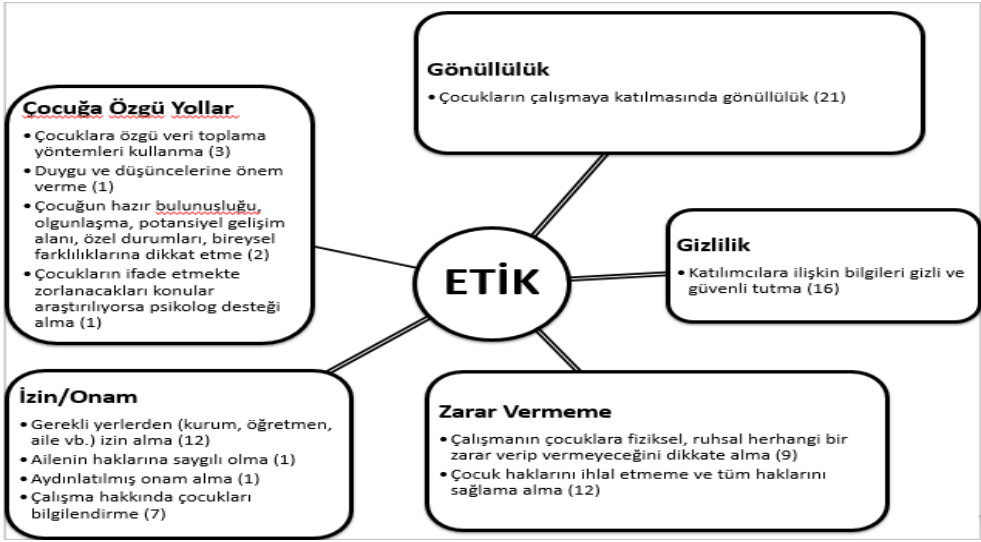 Gönüllülük
• Çocukların çalışmaya katılmasında gönüllülük (21)
Çocuğa Özgü Yollar
• Çocuklara özgü veri toplama
yöntemleri kullanma (3)
• Duygu ve düşüncelerine önem
verme (1)
• Çocuğun hazır bulunuşluğu,
olgunlaşma, potansiyel gelişim
alanı, özel durumları, bireysel
farklılıklarına dikkat etme (2)
• Çocukların ifade etmekte
zorlanacakları konular
araştırılıyorsa psikolog desteği
alma (1)
ETİK
Gizlilik
• Katılımcılara ilişkin bilgileri gizli ve
güvenli tutma (16)
İzin/Onam
• Gerekli yerlerden (kurum, öğretmen,
aile vb.) izin alma (12)
• Ailenin haklarına saygılı olma (1)
• Aydınlatılmış onam alma (1)
• Çalışma hakkında çocukları
bilgilendirme (7)
Zarar Vermeme
• Çalışmanın çocuklara fiziksel, ruhsal herhangi bir
zarar verip vermeyeceğini dikkate alma (9)
• Çocuk haklarını ihlal etmeme ve tüm haklarını
sağlama alma (12)